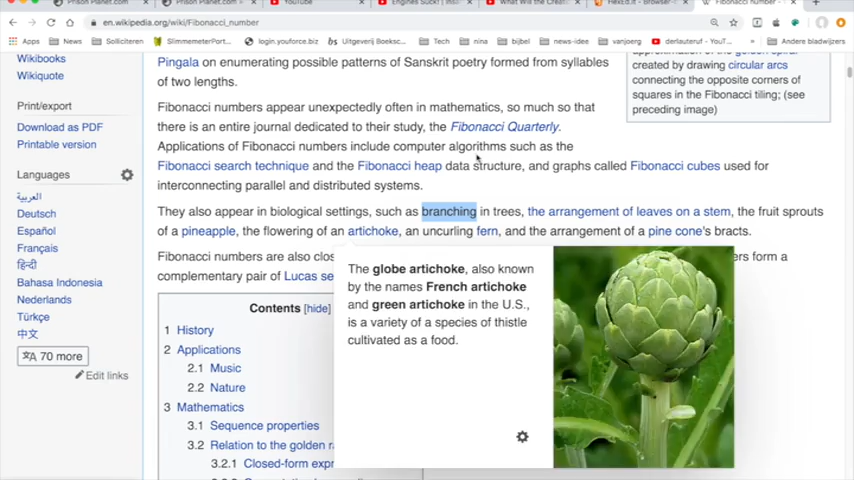 Prison Planet.com
Prison Planet.com
YouTube
Engines Suck! | Insi
What Will the Creatio
HexEd.it - Browser-b
Fibonacci number -
en.wikipedia.org/wiki/Fibonacci_number
Apps
News
Solliciteren
SlimmemeterPort...
login.youforce.biz
Uitgeverij Boeksc...
Tech
nina
bijbel
news-idee
vanjoerg
derlauteruf - YouT...
Andere bladwijzers
Wikibooks
Wikiquote
Print/export
Download as PDF
Printable version
Languages
العربية
Deutsch
Español
Français
हिन्दी
Bahasa Indonesia
Nederlands
Türkçe
中文
70 more
Edit links
Pingala on enumerating possible patterns of Sanskrit poetry formed from syllables
of two lengths.
Fibonacci numbers appear unexpectedly often in mathematics, so much so that
there is an entire journal dedicated to their study, the Fibonacci Quarterly.
Applications of Fibonacci numbers include computer algorithms such as the
Fibonacci search technique and the Fibonacci heap data structure, and graphs called Fibonacci cubes used for
interconnecting parallel and distributed systems.
They also appear in biological settings, such as branching in trees, the arrangement of leaves on a stem, the fruit sprouts
of a pineapple, the flowering of an artichoke, an uncurling fern, and the arrangement of a pine cone's bracts.
Fibonacci numbers are also clos
ers form a
complementary pair of Lucas se
approximation of the golden spiral
created by drawing circular arcs
connecting the opposite corners of
squares in the Fibonacci tiling; (see
preceding image)
The globe artichoke, also known
by the names French artichoke
and green artichoke in the U.S.,
is a variety of a species of thistle
cultivated as a food.
Contents [hide]
1 History
2 Applications
2.1 Music
2.2 Nature
3 Mathematics
3.1 Sequence properties
3.2 Relation to the golden ra
3.2.1 Closed-form expr